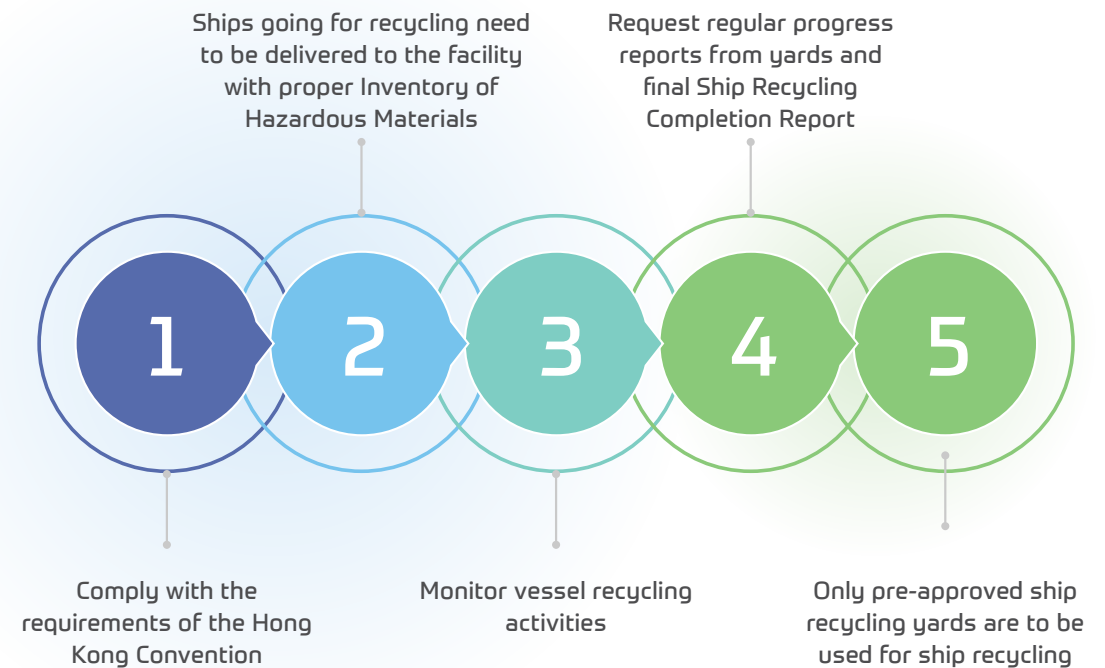 Ships going for recycling need
to be delivered to the facility
with proper Inventory of
Hazardous Materials
Request regular progress
reports from yards and
final Ship Recycling
Completion Report
1
2
3
4
5
Comply with the
requirements of the Hong
Kong Convention
Monitor vessel recycling
activities
Only pre-approved ship
recycling yards are to be
used for ship recycling